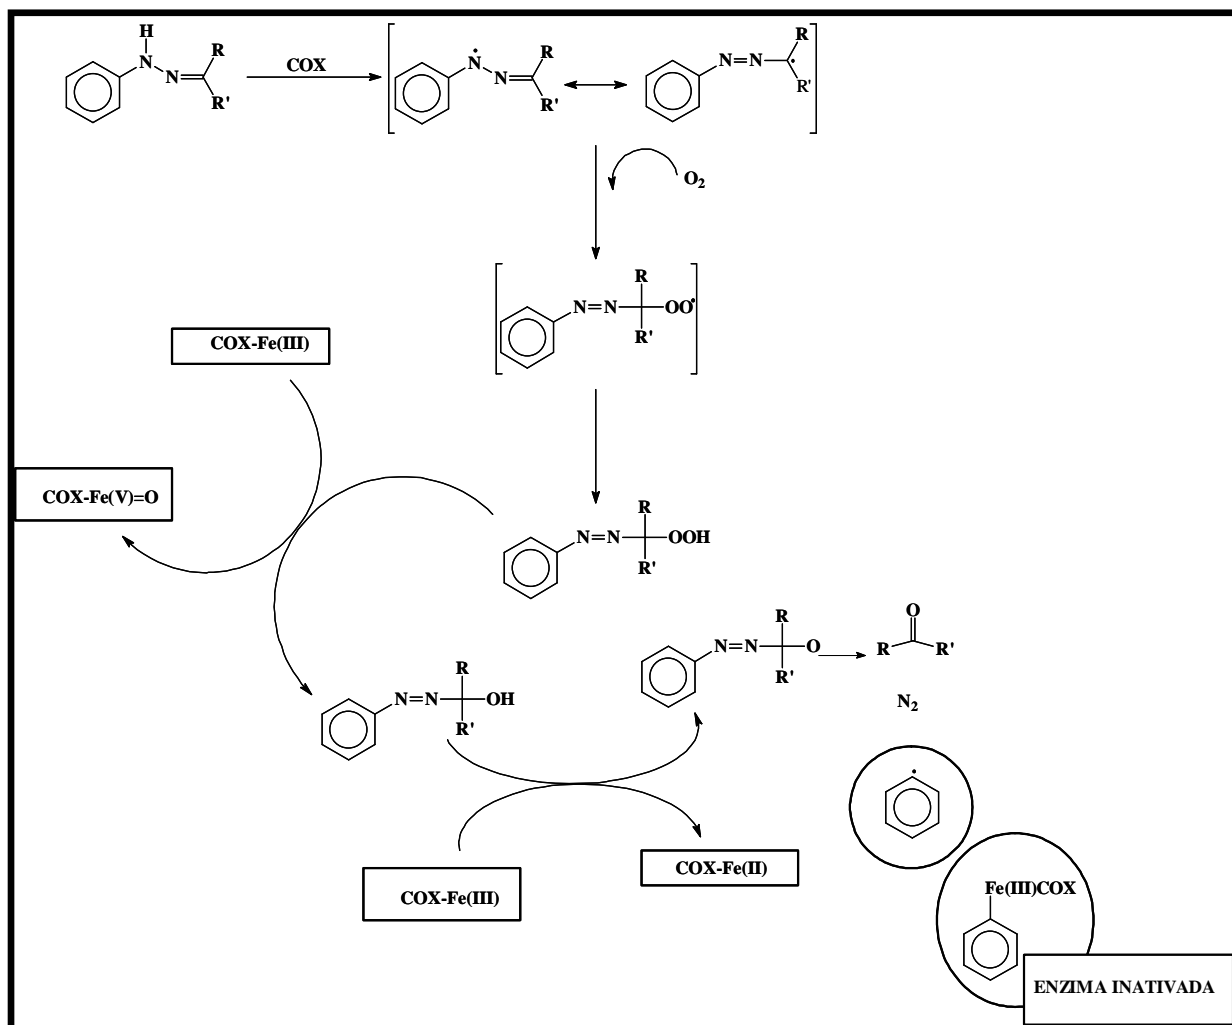 H
N
N
R
R'
COX
N
N
R
R'
N=N
R
R'
O₂
N=N
R
OO
R'
COX-Fe(III)
COX-Fe(V)=O
N=N
R
OOH
R'
N=N
R
OH
R'
N=N
R
O
R'
O
R
R'
N₂
COX-Fe(III)
COX-Fe(II)
Fe(III)COX
ENZIMA INATIVADA